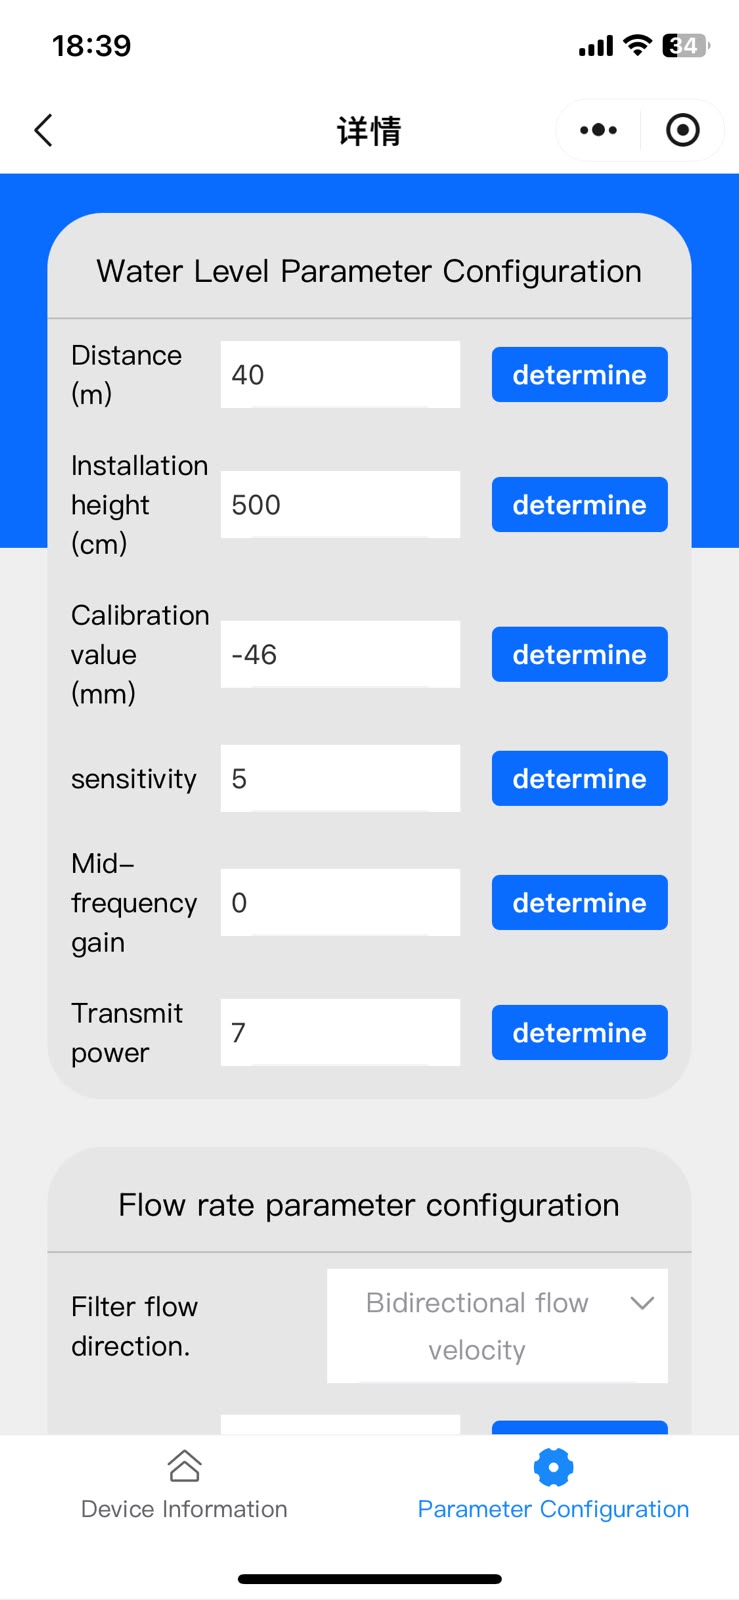 18:39
34
详情
Water Level Parameter Configuration
Distance
(m)
40
determine
Installation
height
(cm)
500
determine
Calibration
value
(mm)
-46
determine
sensitivity
5
determine
Mid-
frequency
gain
0
determine
Transmit
power
7
determine
Flow rate parameter configuration
Filter flow
direction.
Bidirectional flow
velocity
Device Information
Parameter Configuration